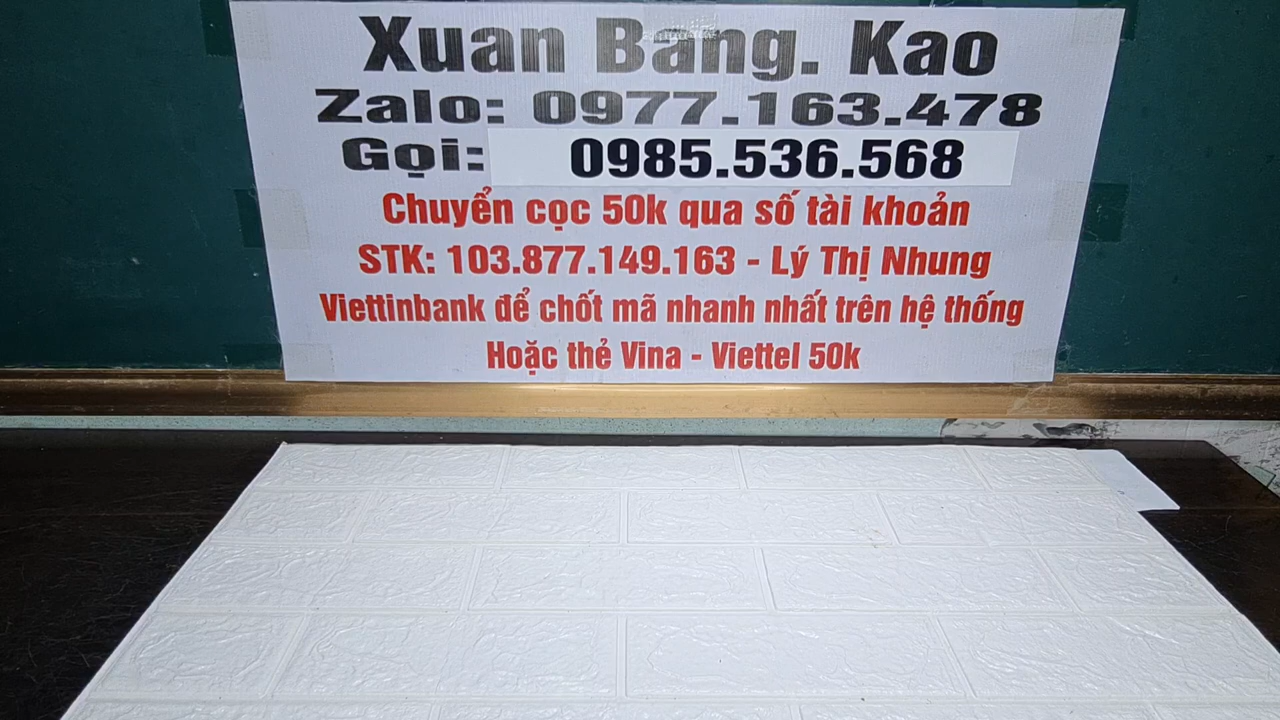 Xuan Bang. Kao
Zalo: 0977.163.478
Gọi: 0985.536.568
Chuyển cọc 50k qua số tài khoản
STK: 103.877.149.163 - Lý Thị Nhung
Viettinbank để chốt mã nhanh nhất trên hệ thống
Hoặc thẻ Vina - Viettel 50k